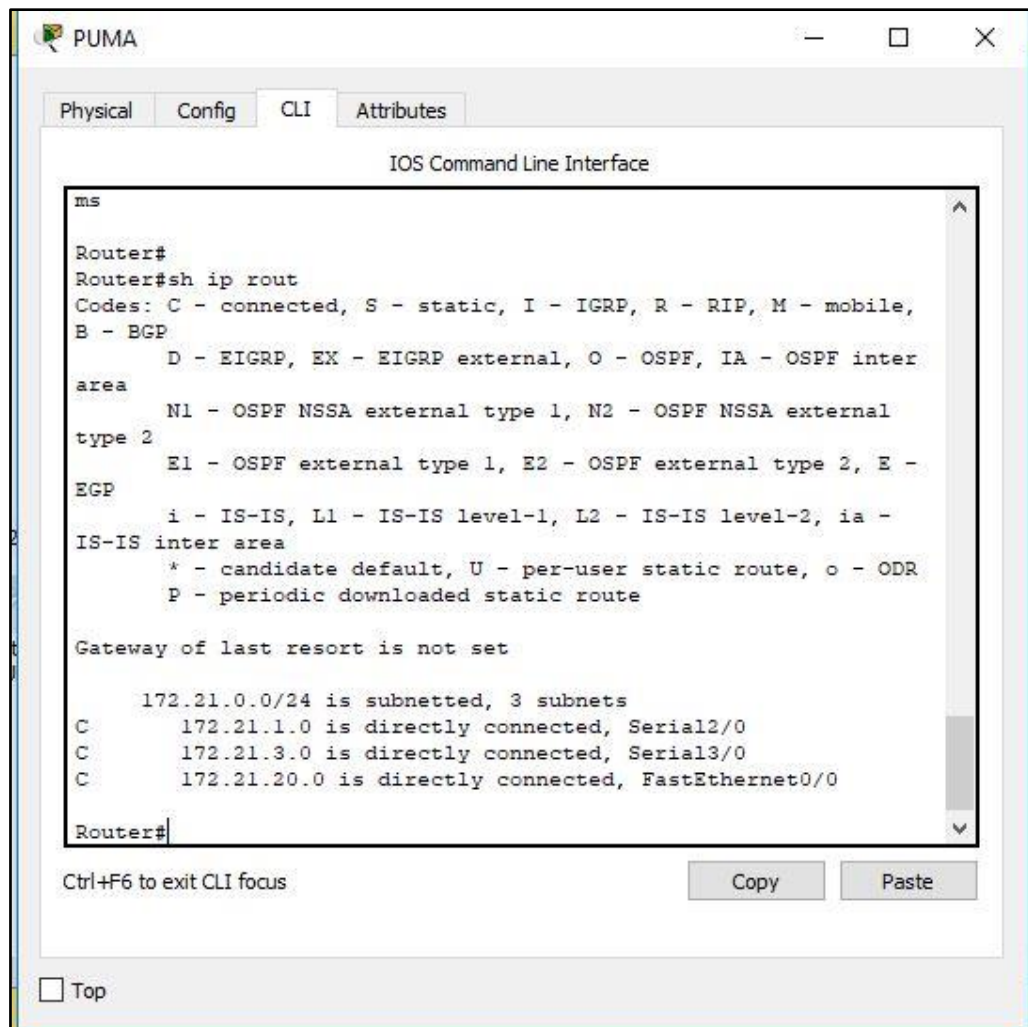 PUMA
Physical Config CLI Attributes
IOS Command Line Interface
ms
Router#
Router#sh ip rout
Codes: C - connected, S - static, I - IGRP, R - RIP, M - mobile,
B - BGP
D - EIGRP, EX - EIGRP external, O - OSPF, IA - OSPF inter
area
N1 - OSPF NSSA external type 1, N2 - OSPF NSSA external
type 2
E1 - OSPF external type 1, E2 - OSPF external type 2, E -
EGP
i - IS-IS, L1 - IS-IS level-1, L2 - IS-IS level-2, ia -
IS-IS inter area
* - candidate default, U - per-user static route, o - ODR
P - periodic downloaded static route
Gateway of last resort is not set
172.21.0.0/24 is subnetted, 3 subnets
C 172.21.1.0 is directly connected, Serial2/0
C 172.21.3.0 is directly connected, Serial3/0
C 172.21.20.0 is directly connected, FastEthernet0/0
Router#
Ctrl+F6 to exit CLI focus
Copy Paste
Top